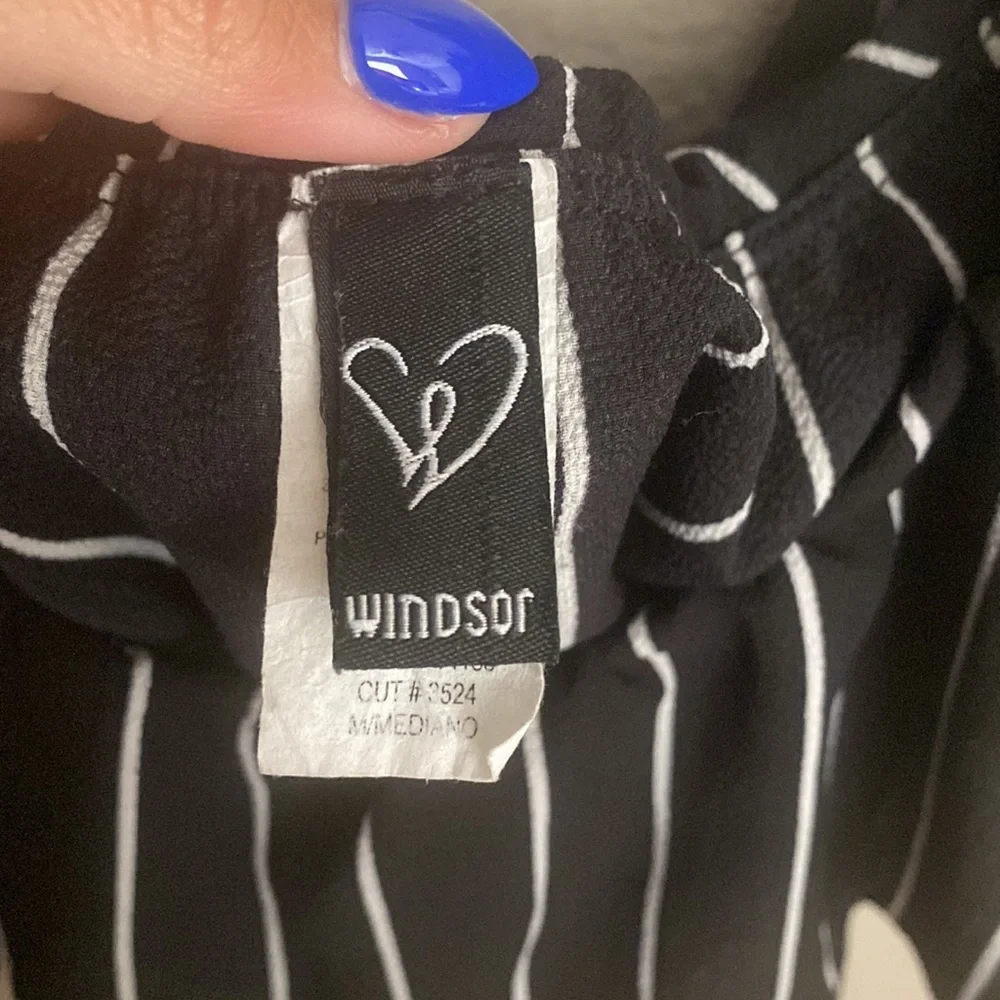 WINDSOR
CUT # 3524
M/MEDIANO